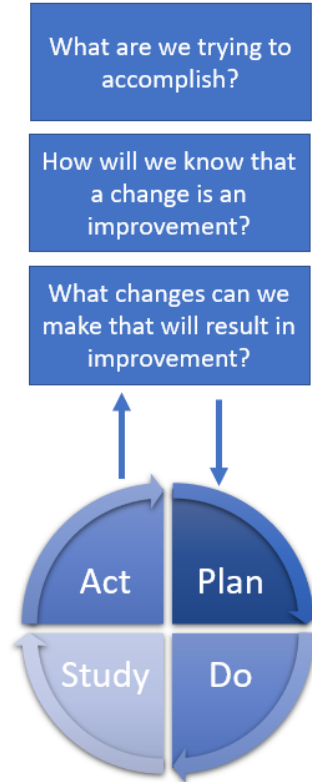 What are we trying to
accomplish?
How will we know that
a change is an
improvement?
What changes can we
make that will result in
improvement?
Act
Plan
Study
Do